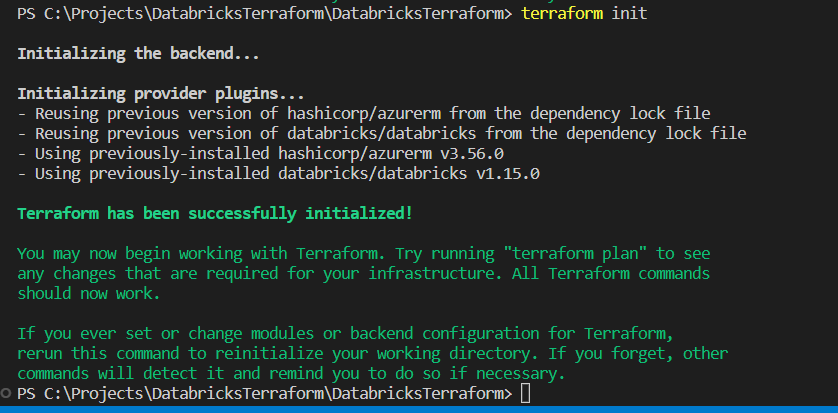 PS C:\Projects\DatabricksTerraform\DatabricksTerraform> terraform init
Initializing the backend...
Initializing provider plugins...
- Reusing previous version of hashicorp/azurerm from the dependency lock file
- Reusing previous version of databricks/databricks from the dependency lock file
- Using previously-installed hashicorp/azurerm v3.56.0
- Using previously-installed databricks/databricks v1.15.0
Terraform has been successfully initialized!
You may now begin working with Terraform. Try running "terraform plan" to see
any changes that are required for your infrastructure. All Terraform commands
should now work.
If you ever set or change modules or backend configuration for Terraform,
rerun this command to reinitialize your working directory. If you forget, other
commands will detect it and remind you to do so if necessary.
PS C:\Projects\DatabricksTerraform\DatabricksTerraform>